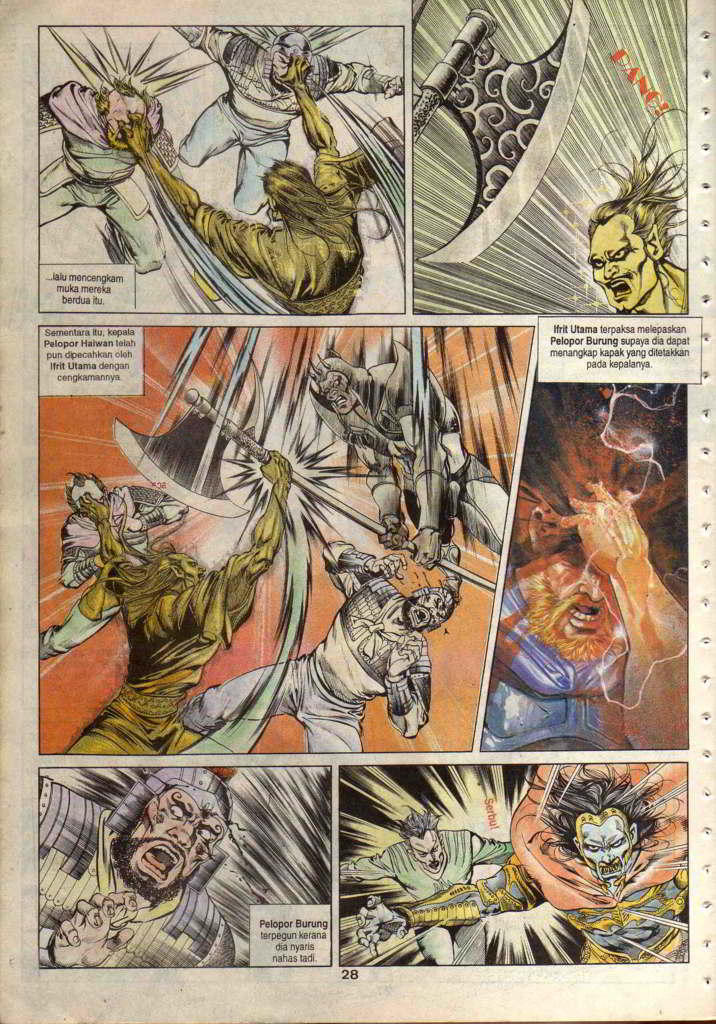 ...lalu mencengkam
muka mereka
berdua itu.
PANG!
Sementara itu, kepala
Pelopor Haiwan telah
pun dipecahkan oleh
Ifrit Utama dengan
cengkamannya.
Ifrit Utama terpaksa melepaskan
Pelopor Burung supaya dia dapat
menangkap kapak yang ditetakkan
pada kepalanya.
Pelopor Burung
terpegun kerana
dia nyaris
nahas tadi.
Serbu!
28